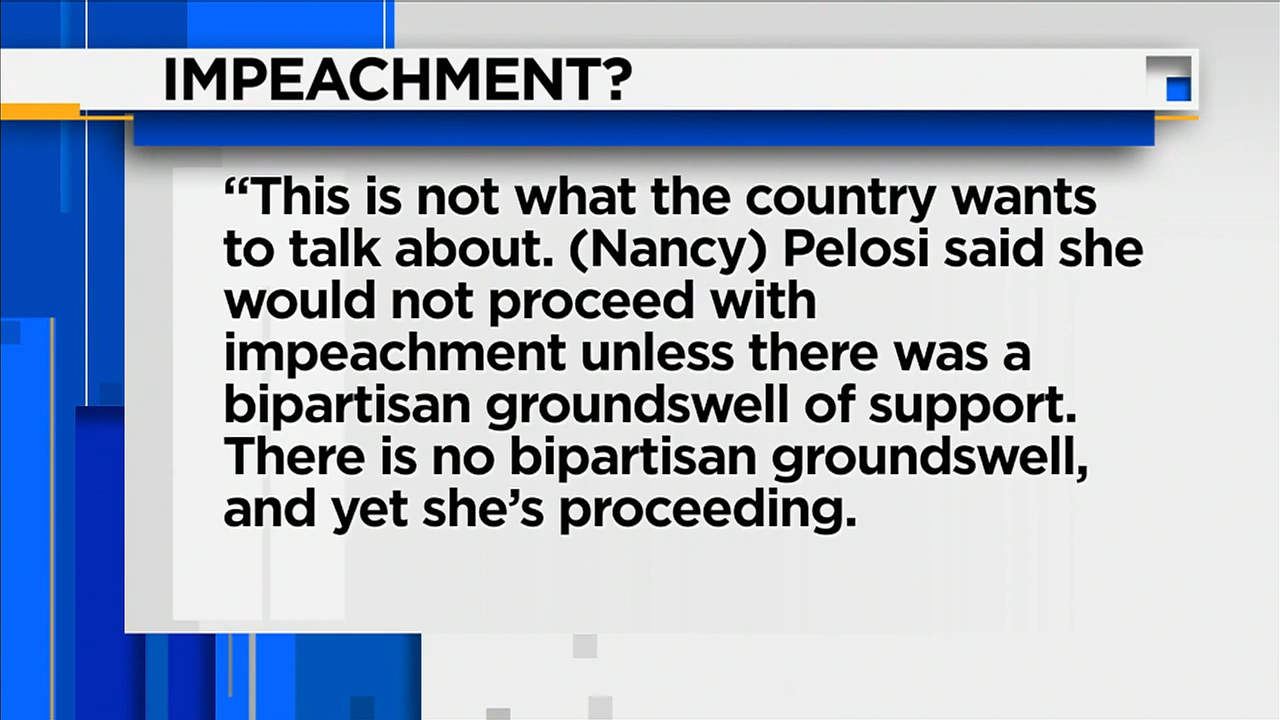 IMPEACHMENT?
“This is not what the country wants
to talk about. (Nancy) Pelosi said she
would not proceed with
impeachment unless there was a
bipartisan groundswell of support.
There is no bipartisan groundswell,
and yet she’s proceeding.